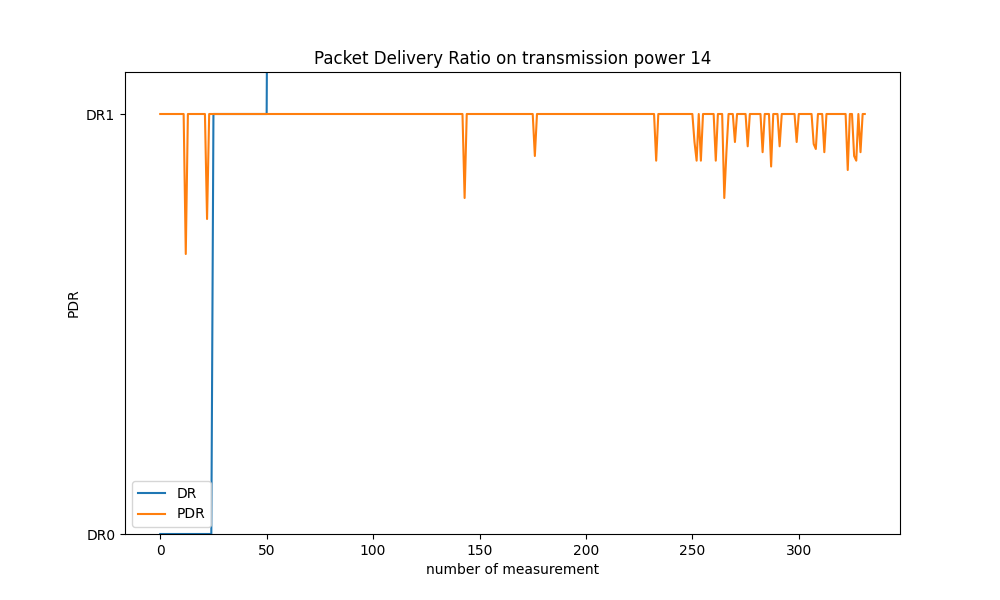 Packet Delivery Ratio on transmission power 14
DR1
PDR
DR
PDR
DR0
0 50 100 150 200 250 300
number of measurement